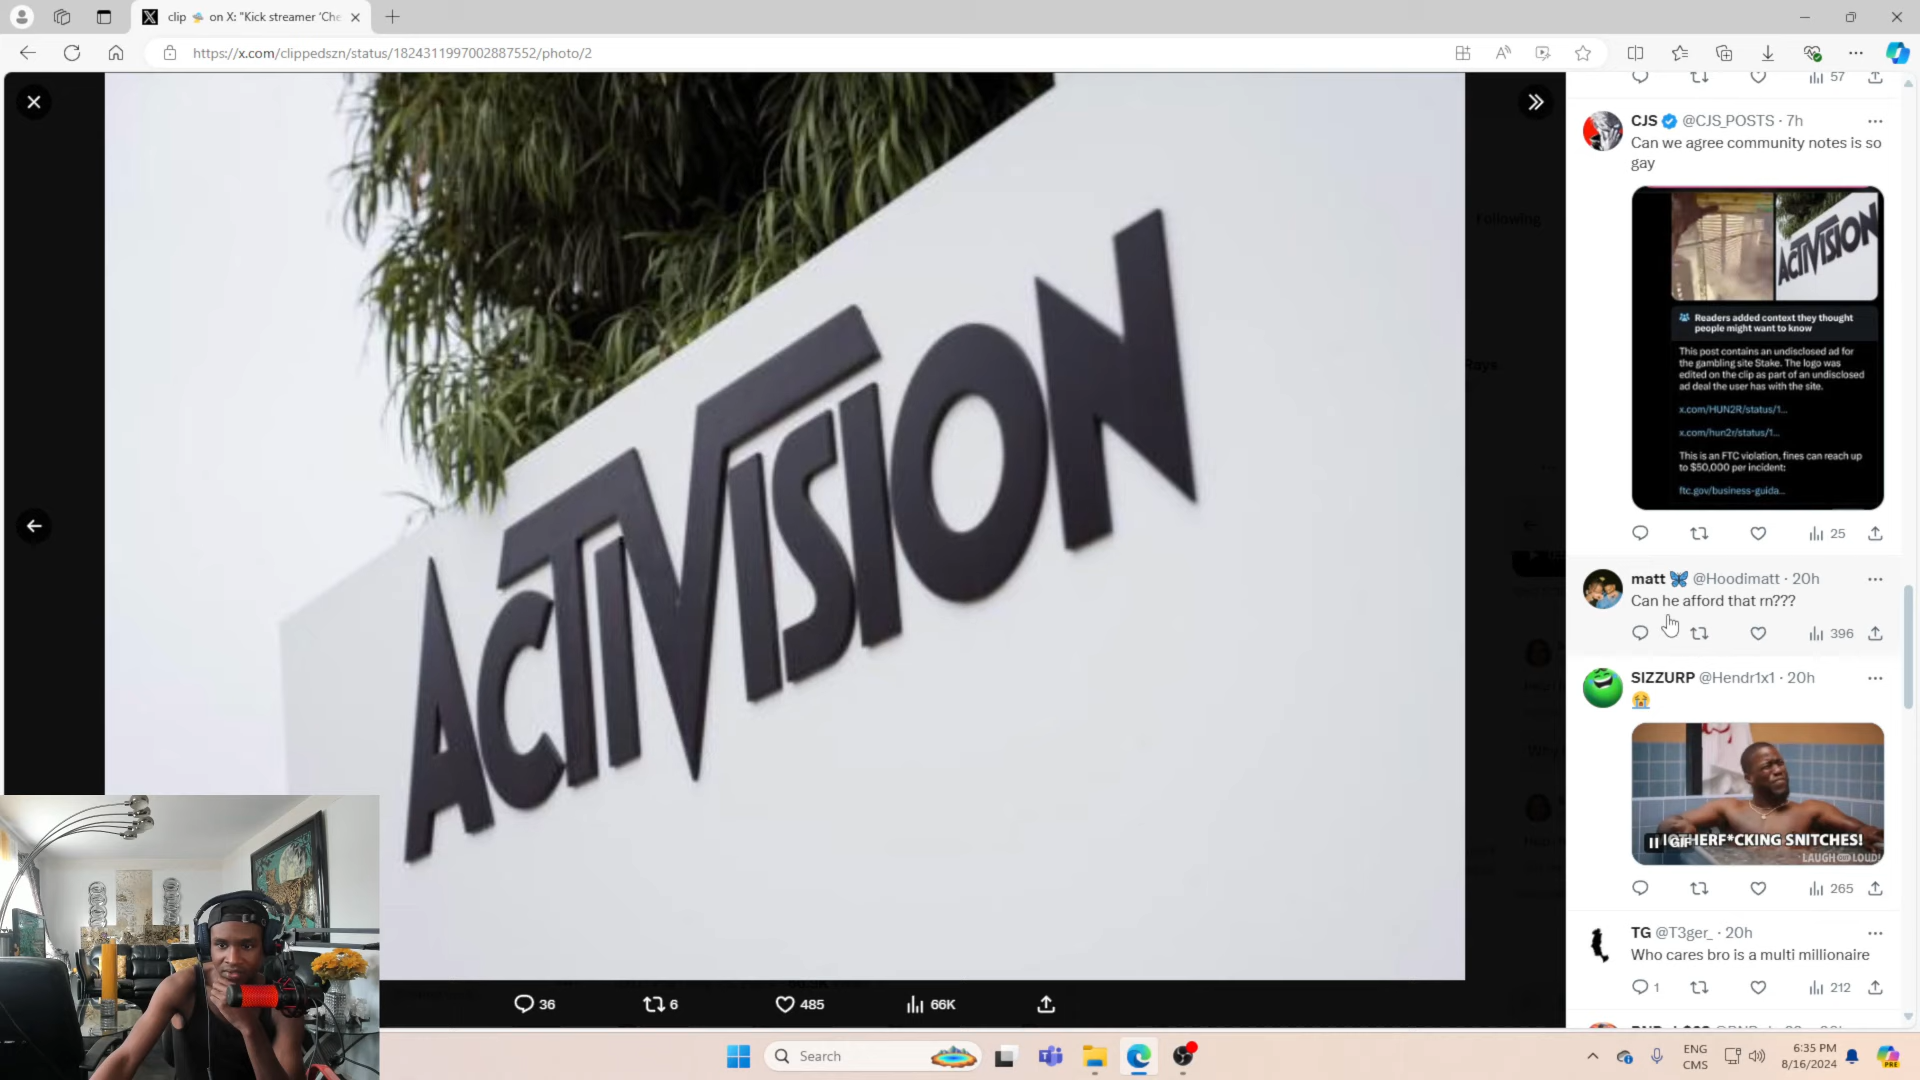 clip 🛸 on X: "Kick streamer 'Che
https://x.com/clippedszn/status/1824311997002887552/photo/2
57
CJS @CJS_POSTS · 7h
Can we agree community notes is so
gay
ACTIVISION
Readers added context they thought
people might want to know
This post contains an undisclosed ad for
the gambling site Stake. The logo was
edited on the clip as part of an undisclosed
ad deal the user has with the site.
x.com/HUN2R/status/1...
x.com/hun2r/status/1...
This is an FTC violation, fines can reach up
to $50,000 per incident:
ftc.gov/business-guida...
25
matt 🦋 @Hoodimatt · 20h
Can he afford that rn???
396
SIZZURP @Hendr1x1 · 20h
😭
GIF
HERF*CKING SNITCHES!
LAUGH OUT LOUD!
265
TG @T3ger_ · 20h
Who cares bro is a multi millionaire
1 212
ACTIVISION
Following
Rays
36 6 485 66K
Search
ENG
CMS
6:35 PM
8/16/2024
PRE